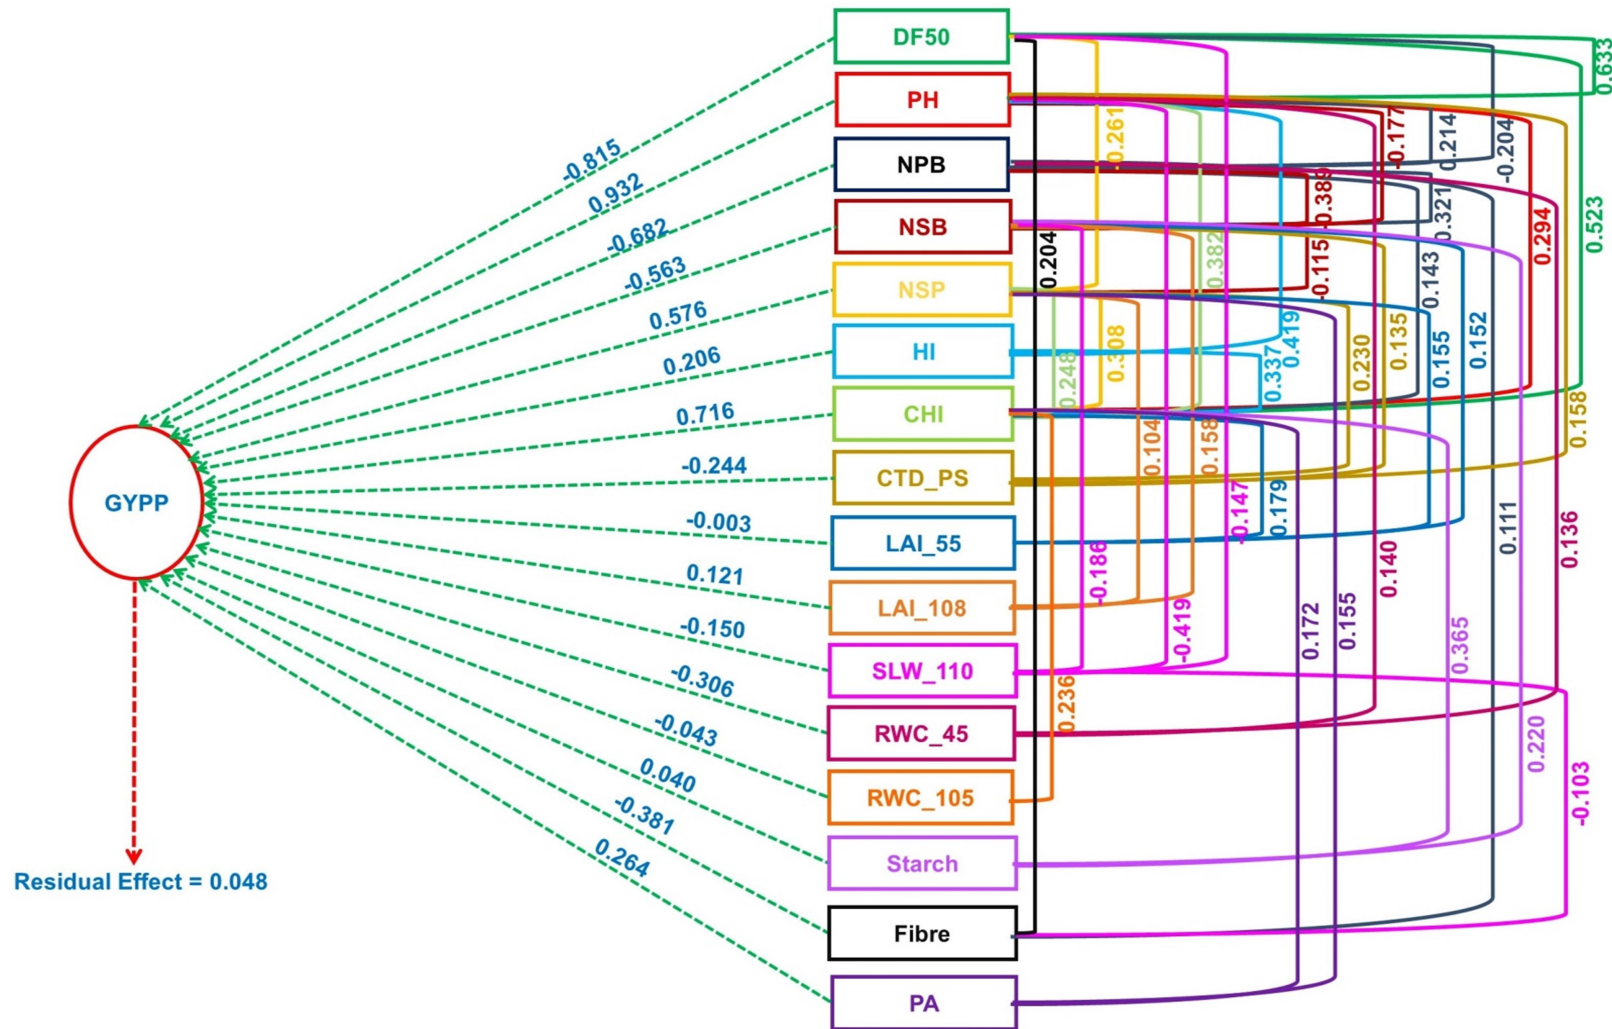 DF50
PH
NPB
NSB
NSP
HI
CHI
CTD_PS
LAI_55
LAI_108
SLW_110
RWC_45
RWC_105
Starch
Fibre
PA
GYPP
Residual Effect = 0.048
-0.815
0.932
-0.682
-0.563
0.576
0.206
0.716
-0.244
-0.003
0.121
-0.150
-0.306
-0.043
0.040
-0.381
0.264
0.633
-0.261
-0.177
0.214
-0.204
0.523
0.294
-0.389
0.321
0.204
0.382
-0.115
0.143
0.152
0.155
0.135
0.230
0.419
0.337
0.308
0.248
0.158
0.104
0.158
-0.147
0.179
0.111
0.136
0.140
-0.186
-0.419
0.172
0.155
0.365
0.236
0.220
-0.103